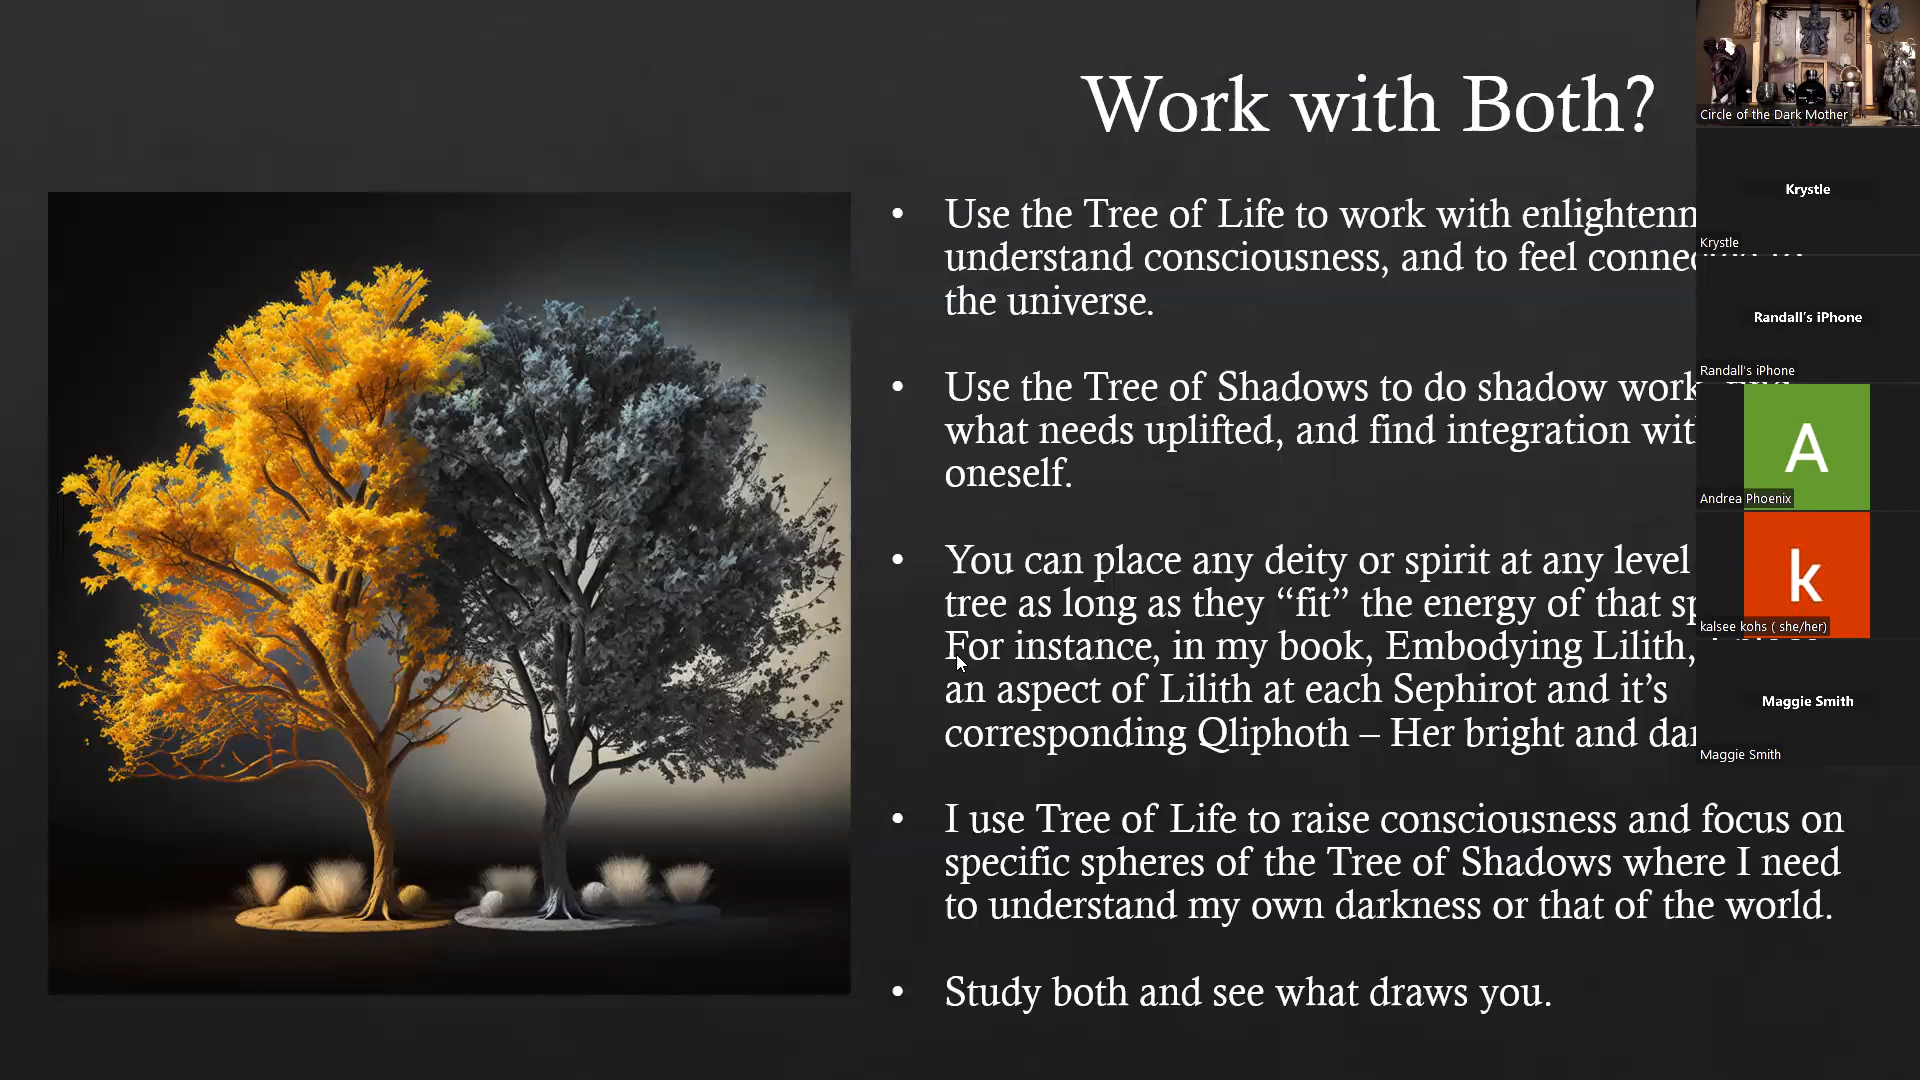 Work with Both?
• Use the Tree of Life to work with
understand consciousness, and to feel
the universe.
• Use the Tree of Shadows to do shadow work
what needs uplifted, and find integration
oneself.
• You can place any deity or spirit at any level
tree as long as they “fit” the energy of that
For instance, in my book, Embodying Lilith,
an aspect of Lilith at each Sephirot and it’s
corresponding Qliphoth – Her bright and
• I use Tree of Life to raise consciousness and focus on
specific spheres of the Tree of Shadows where I need
to understand my own darkness or that of the world.
• Study both and see what draws you.
Circle of the Dark Mother
Krystle
Krystle
Randall's iPhone
Randall's iPhone
A
Andrea Phoenix
k
kalsee kohs ( she/her)
Maggie Smith
Maggie Smith